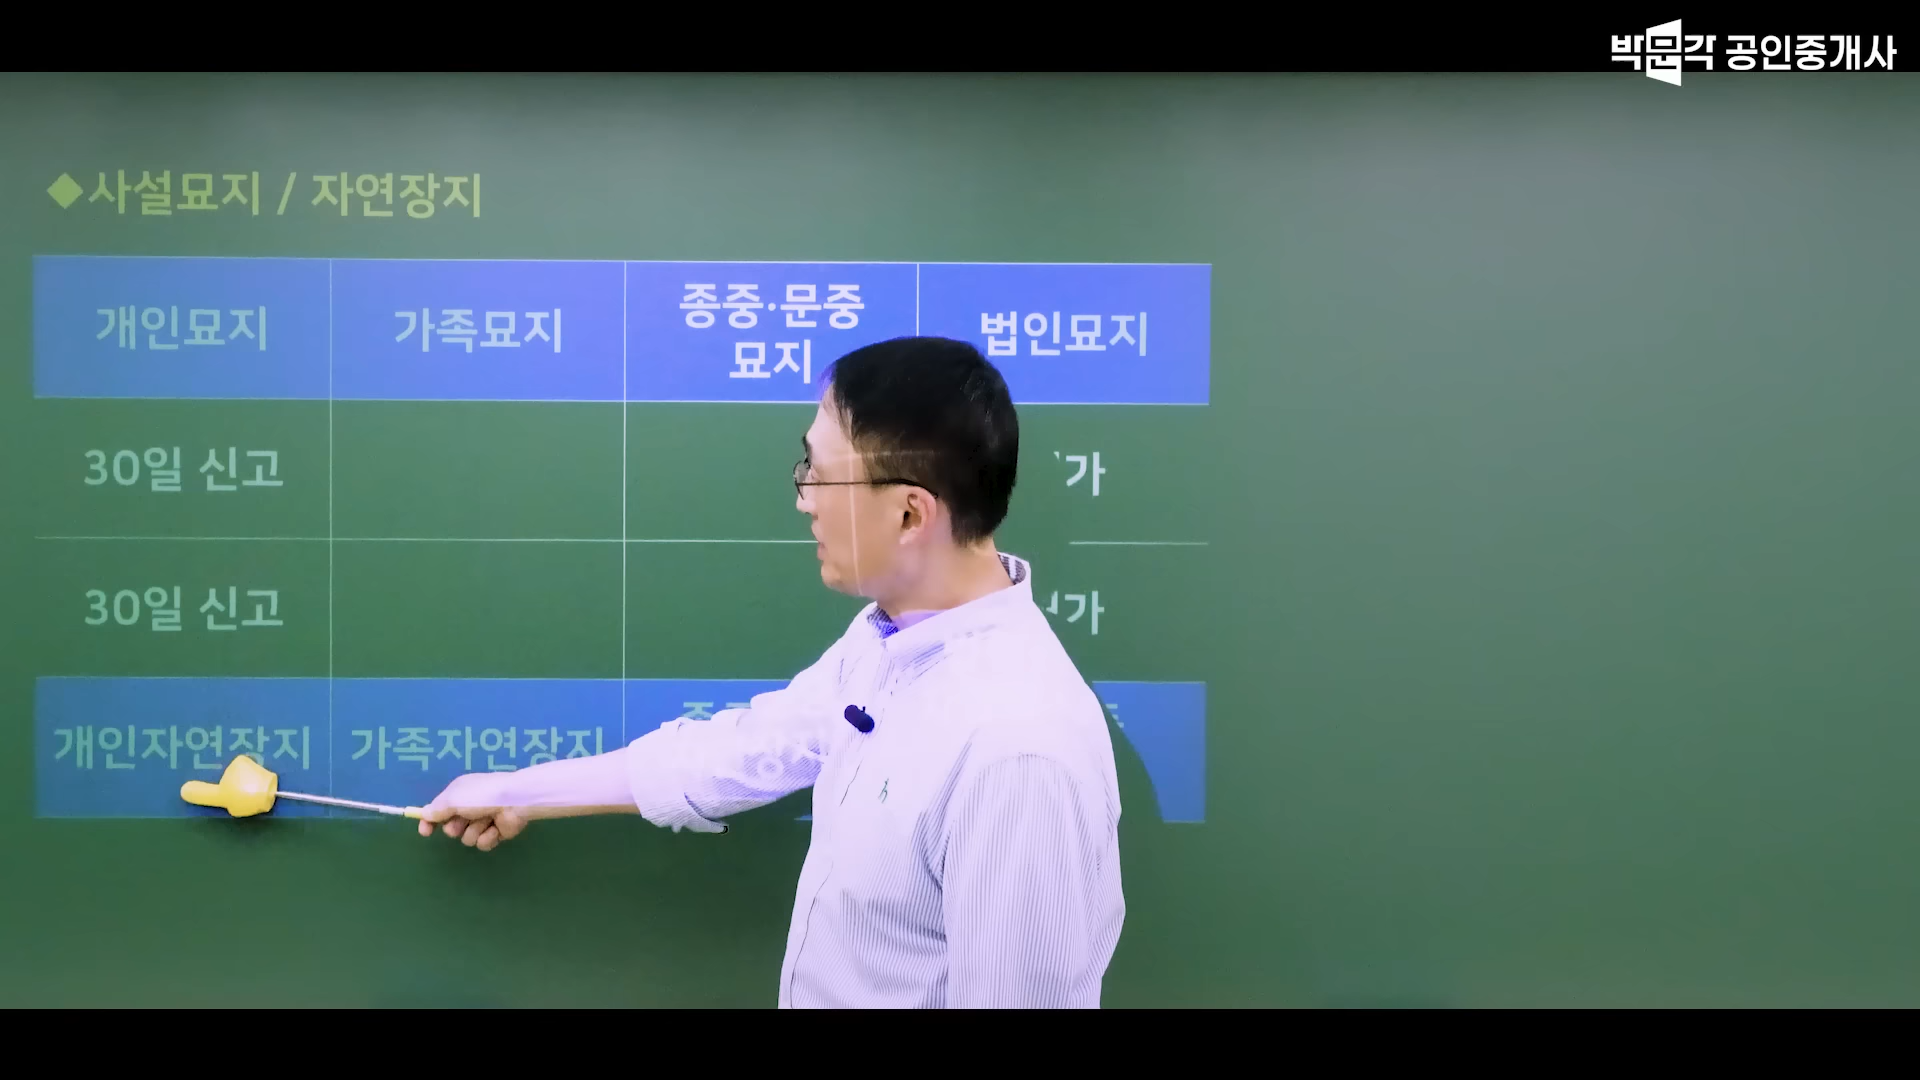 박문각 공인중개사
◆사설묘지 / 자연장지
개인묘지
가족묘지
종중·문중
묘지
법인묘지
30일 신고
가
30일 신고
가
개인자연장지
가족자연장지